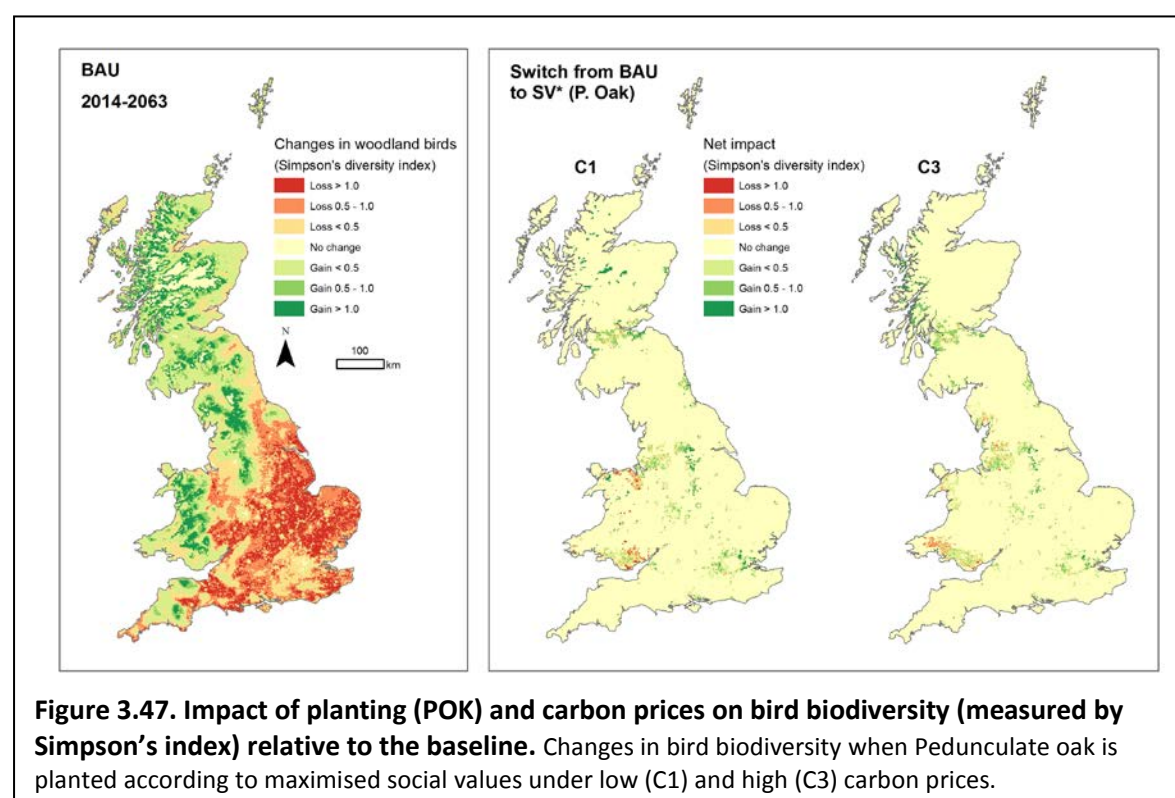 BAU
2014-2063
Changes in woodland birds
(Simpson's diversity index)
Loss > 1.0
Loss 0.5 - 1.0
Loss < 0.5
No change
Gain < 0.5
Gain 0.5 - 1.0
Gain > 1.0
N
100
km
Switch from BAU
to SV* (P. Oak)
C1
Net impact
(Simpson's diversity index)
Loss > 1.0
Loss 0.5 - 1.0
Loss < 0.5
No change
Gain < 0.5
Gain 0.5 - 1.0
Gain > 1.0
C3
Figure 3.47. Impact of planting (POK) and carbon prices on bird biodiversity (measured by
Simpson's index) relative to the baseline. Changes in bird biodiversity when Pedunculate oak is
planted according to maximised social values under low (C1) and high (C3) carbon prices.